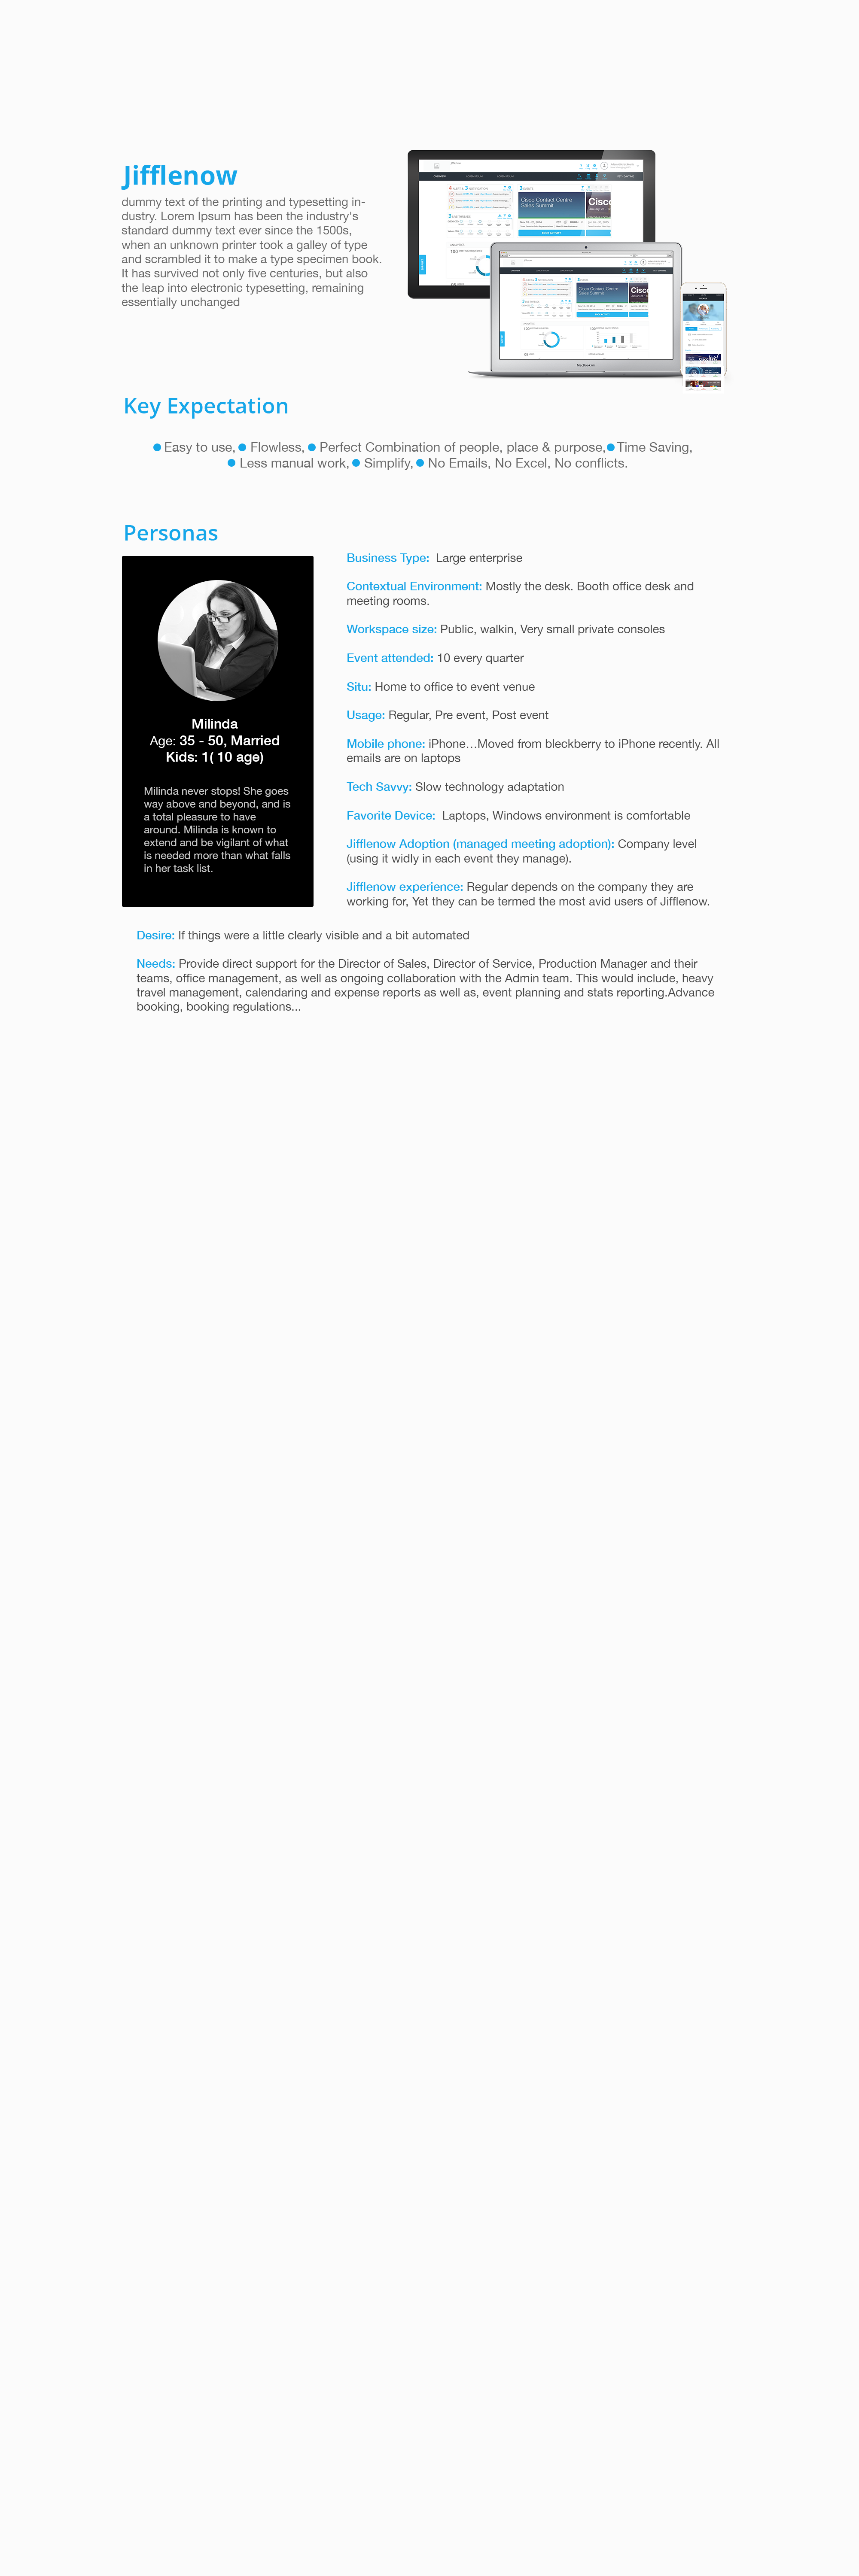 Jifflenow
dummy text of the printing and typesetting in-
dustry. Lorem Ipsum has been the industry's
standard dummy text ever since the 1500s,
when an unknown printer took a galley of type
and scrambled it to make a type specimen book.
It has survived not only five centuries, but also
the leap into electronic typesetting, remaining
essentially unchanged
Cisco Contact Centre
Sales Summit
Cisco
Cisco Contact Centre
Sales Summit
Cisco
MacBook Air
Key Expectation
● Easy to use, ● Flowless, ● Perfect Combination of people, place & purpose, ● Time Saving,
● Less manual work, ● Simplify, ● No Emails, No Excel, No conflicts.
Personas
Milinda
Age: 35 - 50, Married
Kids: 1( 10 age)
Milinda never stops! She goes
way above and beyond, and is
a total pleasure to have
around. Milinda is known to
extend and be vigilant of what
is needed more than what falls
in her task list.
Business Type: Large enterprise
Contextual Environment: Mostly the desk. Booth office desk and
meeting rooms.
Workspace size: Public, walkin, Very small private consoles
Event attended: 10 every quarter
Situ: Home to office to event venue
Usage: Regular, Pre event, Post event
Mobile phone: iPhone…Moved from bleckberry to iPhone recently. All
emails are on laptops
Tech Savvy: Slow technology adaptation
Favorite Device: Laptops, Windows environment is comfortable
Jifflenow Adoption (managed meeting adoption): Company level
(using it widly in each event they manage).
Jifflenow experience: Regular depends on the company they are
working for, Yet they can be termed the most avid users of Jifflenow.
Desire: If things were a little clearly visible and a bit automated
Needs: Provide direct support for the Director of Sales, Director of Service, Production Manager and their
teams, office management, as well as ongoing collaboration with the Admin team. This would include, heavy
travel management, calendaring and expense reports as well as, event planning and stats reporting.Advance
booking, booking regulations...